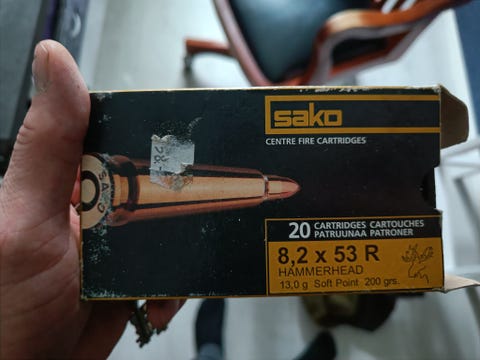 sako
CENTRE FIRE CARTRIDGES
SAKO
20 CARTRIDGES CARTOUCHES
PATRUUNAA PATRONER
8,2 x 53 R
HAMMERHEAD
13,0 g Soft Point 200 grs.